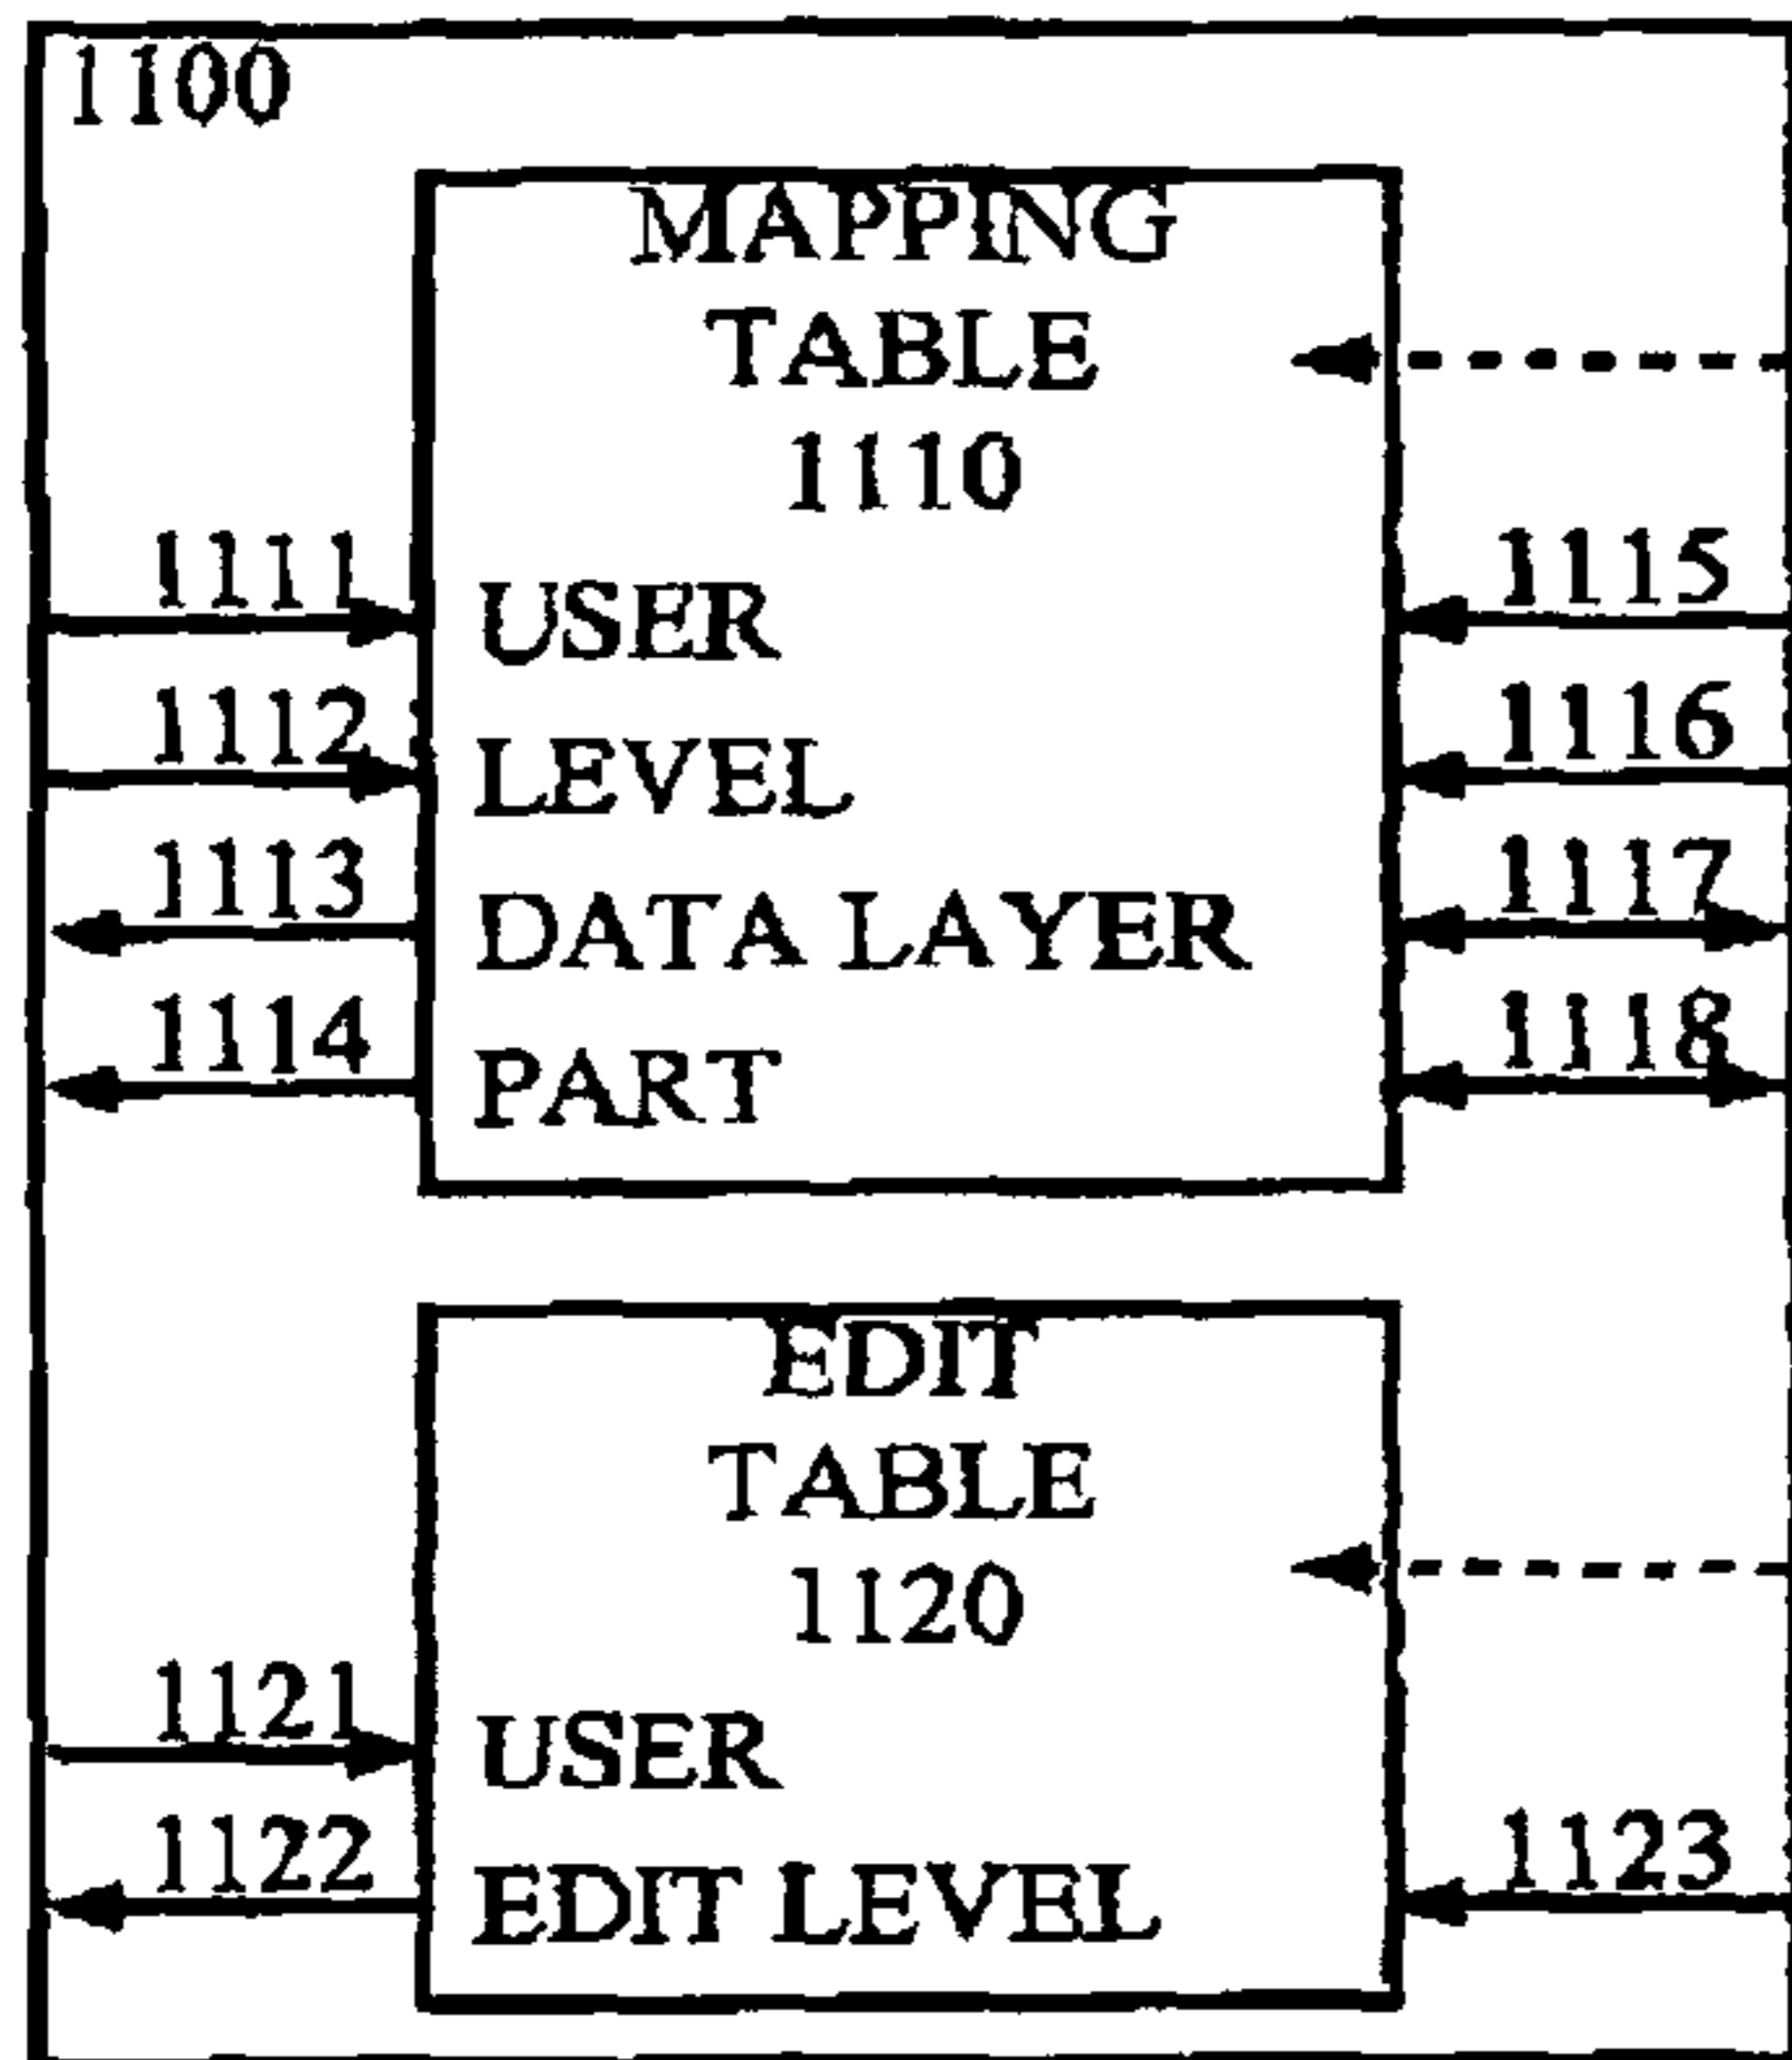 1100
MAPPING
TABLE
1110
1111 USER 1115
1112 LEVEL 1116
1113 DATA LAYER 1117
1114 PART 1118
EDIT
TABLE
1120
1121 USER
1122 EDIT LEVEL 1123